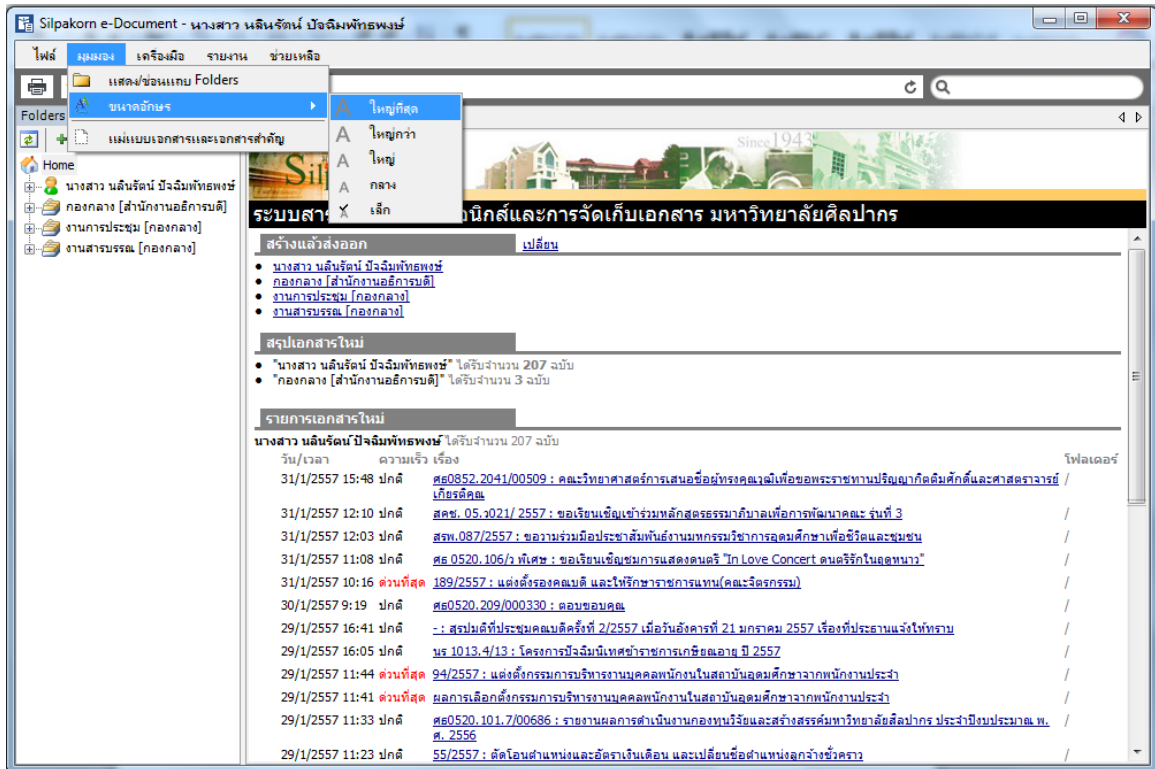 Silpakorn e-Document - นางสาว นลินรัตน์ ปัจฉิมพัทธพงษ์
ไฟล์ มุมมอง เครื่องมือ รายงาน ช่วยเหลือ
แสดง/ซ่อนแถบ Folders
ขนาดอักษร
แม่แบบเอกสารและเอกสารสำคัญ
A ใหญ่ที่สุด
A ใหญ่กว่า
A ใหญ่
A กลาง
เล็ก
Folders
Home
นางสาว นลินรัตน์ ปัจฉิมพัทธพงษ์
กองกลาง [สำนักงานอธิการบดี]
งานการประชุม [กองกลาง]
งานสารบรรณ [กองกลาง]
Since 1943
ระบบสาร นิกส์และการจัดเก็บเอกสาร มหาวิทยาลัยศิลปากร
สร้างแล้วส่งออก เปลี่ยน
นางสาว นลินรัตน์ ปัจฉิมพัทธพงษ์
กองกลาง [สำนักงานอธิการบดี]
งานการประชุม [กองกลาง]
งานสารบรรณ [กองกลาง]
สรุปเอกสารใหม่
"นางสาว นลินรัตน์ ปัจฉิมพัทธพงษ์" ได้รับจำนวน 207 ฉบับ
"กองกลาง [สำนักงานอธิการบดี]" ได้รับจำนวน 3 ฉบับ
รายการเอกสารใหม่
นางสาว นลินรัตน์ ปัจฉิมพัทธพงษ์ ได้รับจำนวน 207 ฉบับ
วัน/เวลา ความเร็ว เรื่อง โฟลเดอร์
31/1/2557 15:48 ปกติ ศธ0852.2041/00509 : คณะวิทยาศาสตร์การเสนอชื่อผู้ทรงคุณวุฒิเพื่อขอพระราชทานปริญญากิตติมศักดิ์และศาสตราจารย์ /
เกียรติคุณ
31/1/2557 12:10 ปกติ สคช. 05.ว021/ 2557 : ขอเรียนเชิญเข้าร่วมหลักสูตรธรรมาภิบาลเพื่อการพัฒนาคณะ รุ่นที่ 3 /
31/1/2557 12:03 ปกติ สรพ.087/2557 : ขอวามร่วมมือประชาสัมพันธ์งานมหกรรมวิชาการอุดมศึกษาเพื่อชีวิตและชุมชน /
31/1/2557 11:08 ปกติ ศธ 0520.106/ว พิเศษ : ขอเรียนเชิญชมการแสดงดนตรี "In Love Concert ดนตรีรักในฤดูหนาว" /
31/1/2557 10:16 ด่วนที่สุด 189/2557 : แต่งตั้งรองคณบดี และให้รักษาราชการแทน(คณะจิตรกรรม) /
30/1/2557 9:19 ปกติ ศธ0520.209/000330 : ตอบขอบคุณ /
29/1/2557 16:41 ปกติ - : สรุปมติที่ประชุมคณบดีครั้งที่ 2/2557 เมื่อวันอังคารที่ 21 มกราคม 2557 เรื่องที่ประธานแจ้งให้ทราบ /
29/1/2557 16:05 ปกติ นร 1013.4/13 : โครงการปัจฉิมนิเทศข้าราชการเกษียณอายุ ปี 2557 /
29/1/2557 11:44 ด่วนที่สุด 94/2557 : แต่งตั้งกรรมการบริหารงานบุคคลพนักงนในสถาบันอุดมศึกษาจากพนักงานประจำ /
29/1/2557 11:41 ด่วนที่สุด ผลการเลือกตั้งกรรมการบริหารงานบุคคลพนักงานในสถาบันอุดมศึกษาจากพนักงานประจำ /
29/1/2557 11:33 ปกติ ศธ0520.101.7/00686 : รายงานผลการดำเนินงานกองทุนวิจัยและสร้างสรรค์มหาวิทยาลัยศิลปากร ประจำปีงบประมาณ พ. /
ศ. 2556
29/1/2557 11:23 ปกติ 55/2557 : ตัดโอนตำแหน่งและอัตราเงินเดือน และเปลี่ยนชื่อตำแหน่งลูกจ้างชั่วคราว /